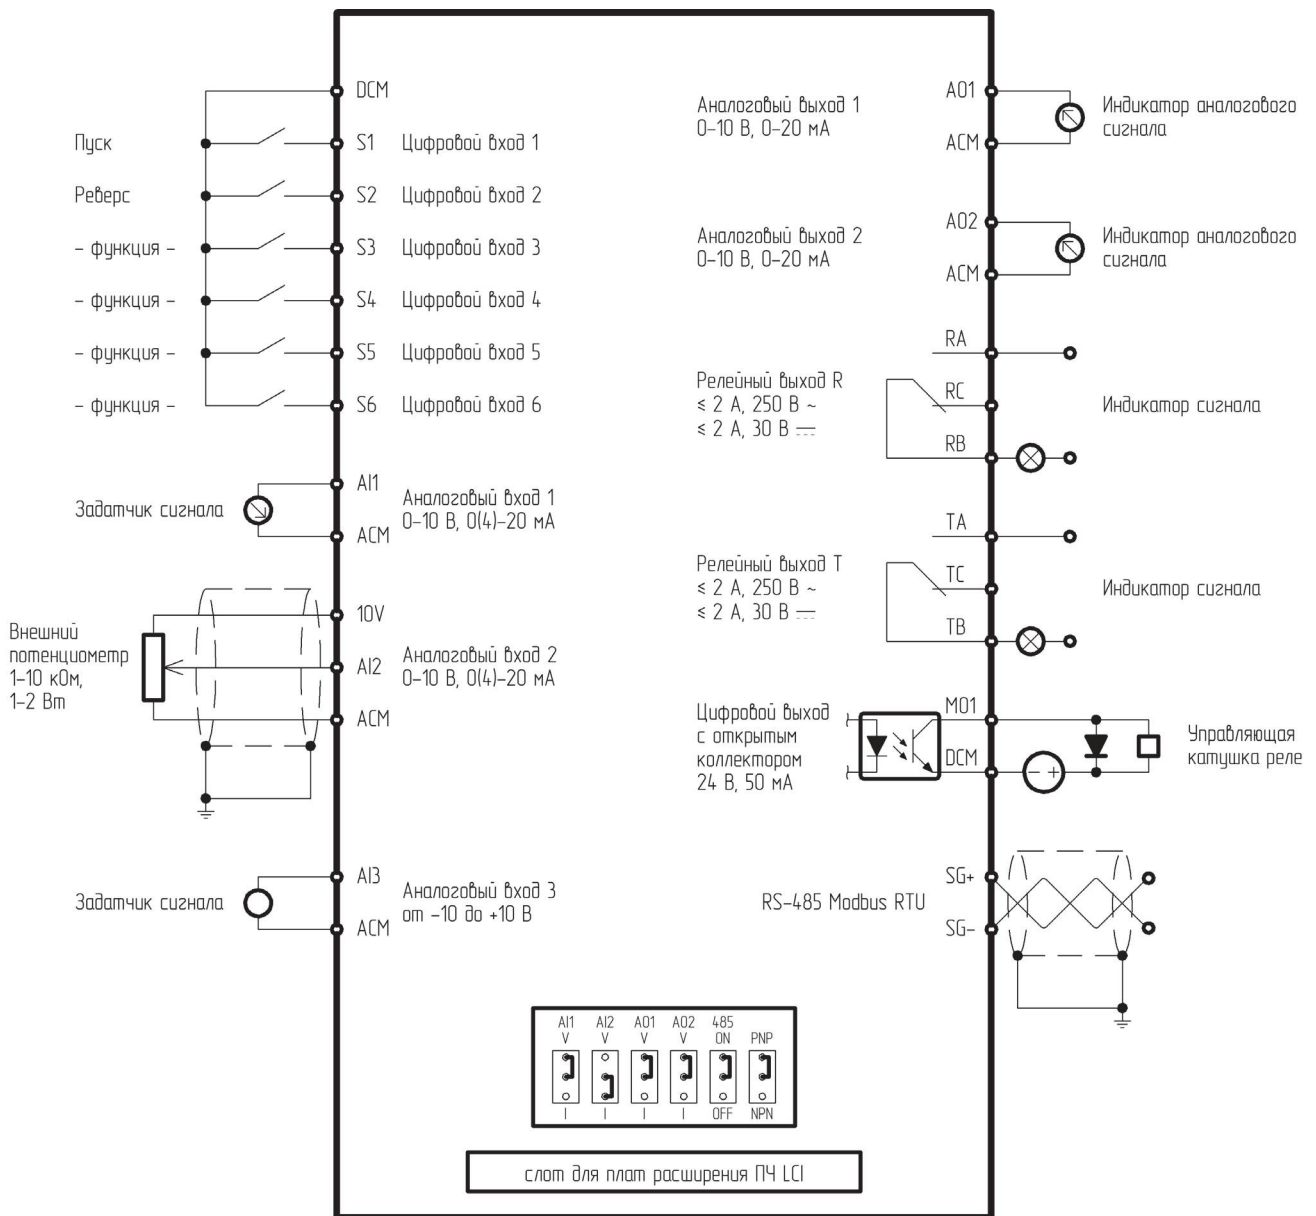 DCM
Пуск
S1 Цифровой вход 1
Реверс
S2 Цифровой вход 2
- функция -
S3 Цифровой вход 3
- функция -
S4 Цифровой вход 4
- функция -
S5 Цифровой вход 5
- функция -
S6 Цифровой вход 6
Задатчик сигнала
AI1
Аналоговый вход 1
0-10 В, 0(4)-20 мА
ACM
Внешний
потенциометр
1-10 кОм,
1-2 Вт
10V
AI2
Аналоговый вход 2
0-10 В, 0(4)-20 мА
ACM
Задатчик сигнала
AI3
Аналоговый вход 3
от -10 до +10 В
ACM
Аналоговый выход 1
0-10 В, 0-20 мА
AO1
ACM
Индикатор аналогового
сигнала
Аналоговый выход 2
0-10 В, 0-20 мА
AO2
ACM
Индикатор аналогового
сигнала
Релейный выход R
≤ 2 А, 250 В ~
≤ 2 А, 30 В ⎓
RA
RC
RB
Индикатор сигнала
Релейный выход T
≤ 2 А, 250 В ~
≤ 2 А, 30 В ⎓
TA
TC
TB
Индикатор сигнала
Цифровой выход
с открытым
коллектором
24 В, 50 мА
MO1
DCM
- +
Управляющая
катушка реле
RS-485 Modbus RTU
SG+
SG-
AI1 AI2 AO1 AO2 485
V V V V ON PNP
I I I I OFF NPN
слот для плат расширения ПЧ LCI